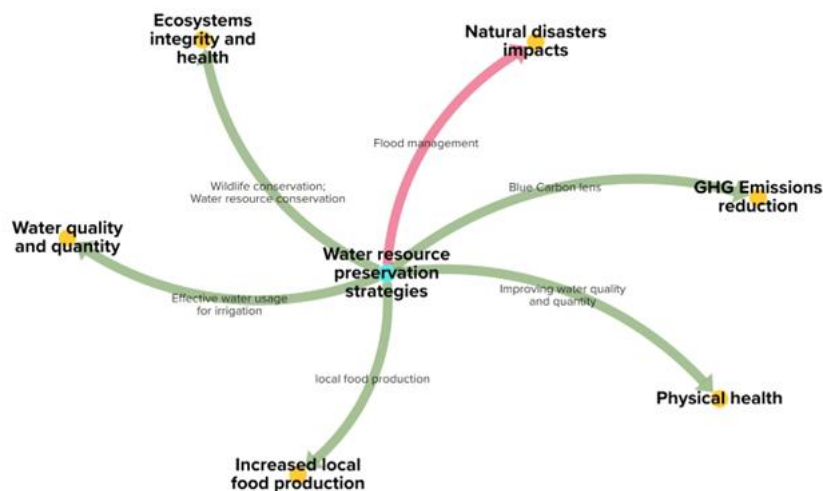 Ecosystems
integrity and
health
Natural disasters
impacts
Flood management
Wildlife conservation;
Water resource conservation
Blue Carbon lens
GHG Emissions
reduction
Water quality
and quantity
Water resource
preservation
strategies
Effective water usage
for irrigation
Improving water quality
and quantity
local food production
Physical health
Increased local
food production